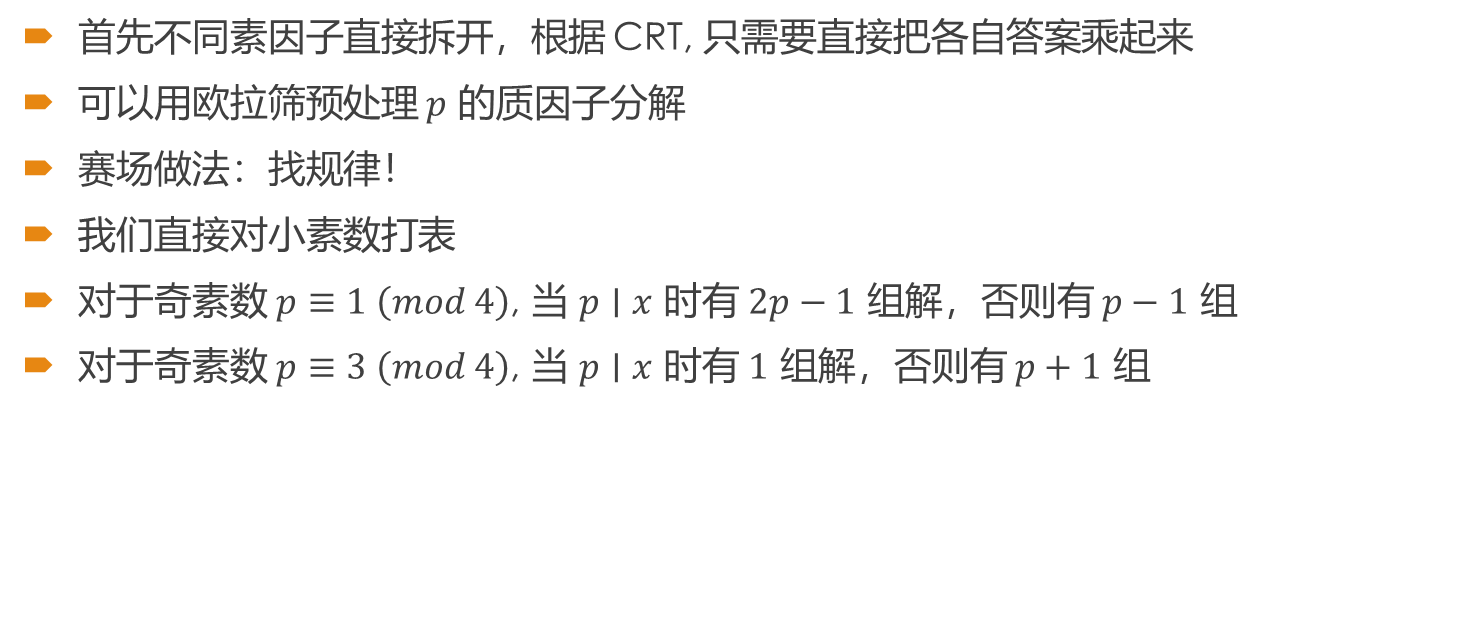 首先不同素因子直接拆开，根据 CRT, 只需要直接把各自答案乘起来
可以用欧拉筛预处理 p 的质因子分解
赛场做法：找规律！
我们直接对小素数打表
对于奇素数 p ≡ 1 (mod 4), 当 p | x 时有 2p − 1 组解，否则有 p − 1 组
对于奇素数 p ≡ 3 (mod 4), 当 p | x 时有 1 组解，否则有 p + 1 组